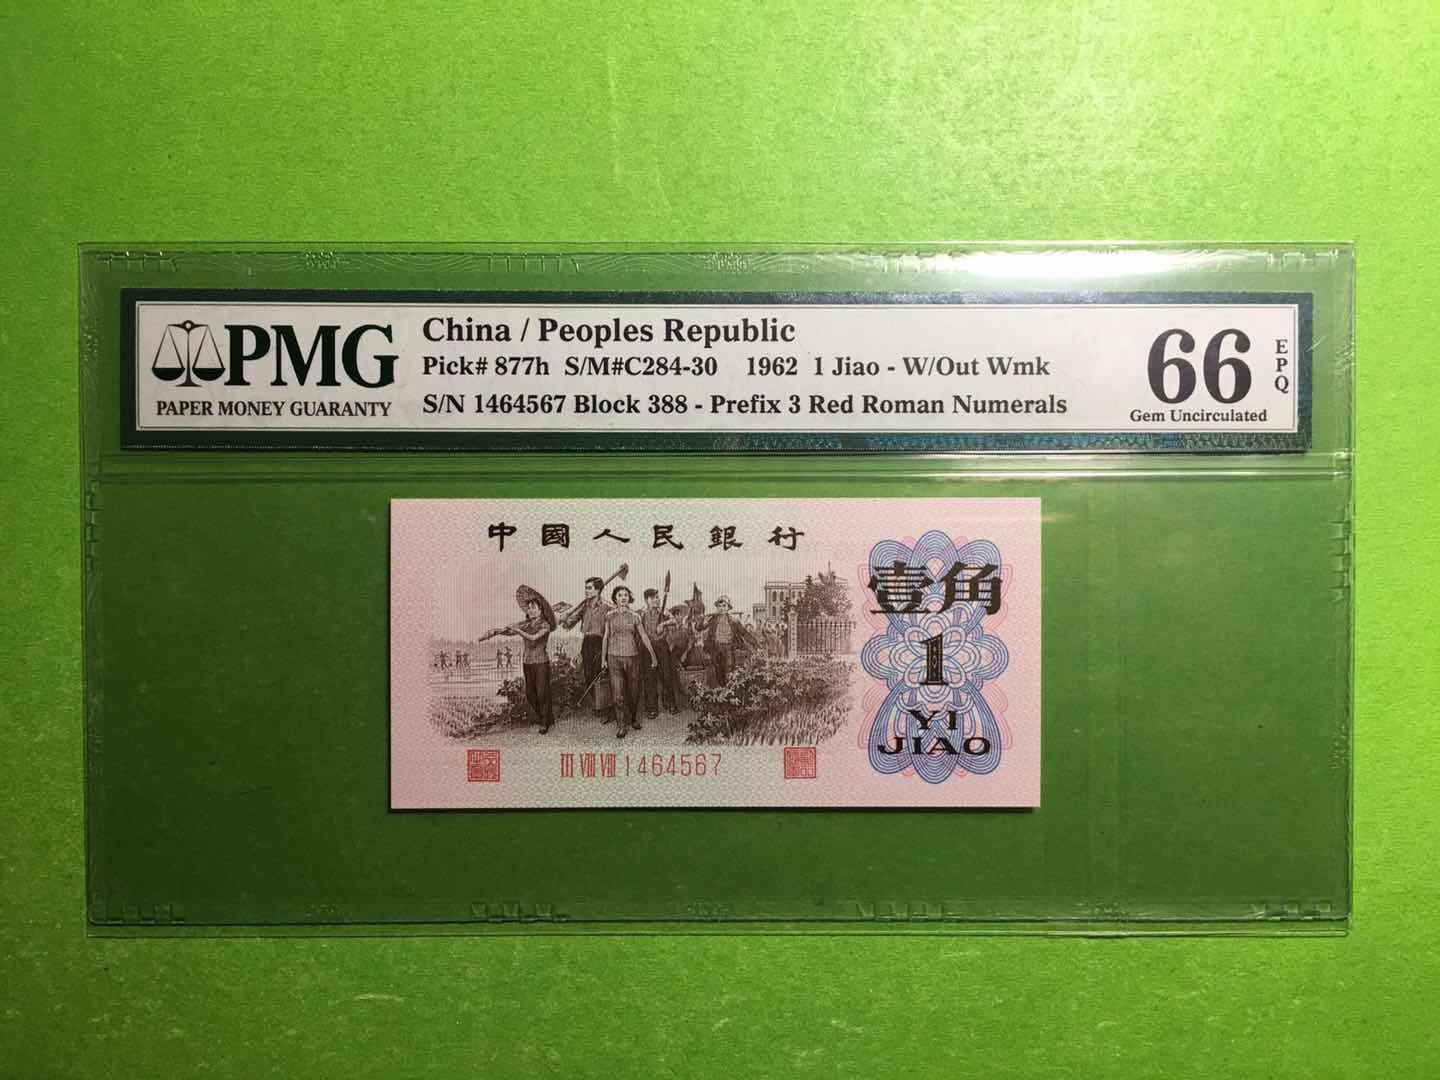 PMG
PAPER MONEY GUARANTY
China / Peoples Republic
Pick# 877h S/M#C284-30 1962 1 Jiao - W/Out Wmk
S/N 1464567 Block 388 - Prefix 3 Red Roman Numerals
66
EPQ
Gem Uncirculated
中國人民銀行
壹角
1
YI
JIAO
III VIII VIII 1464567